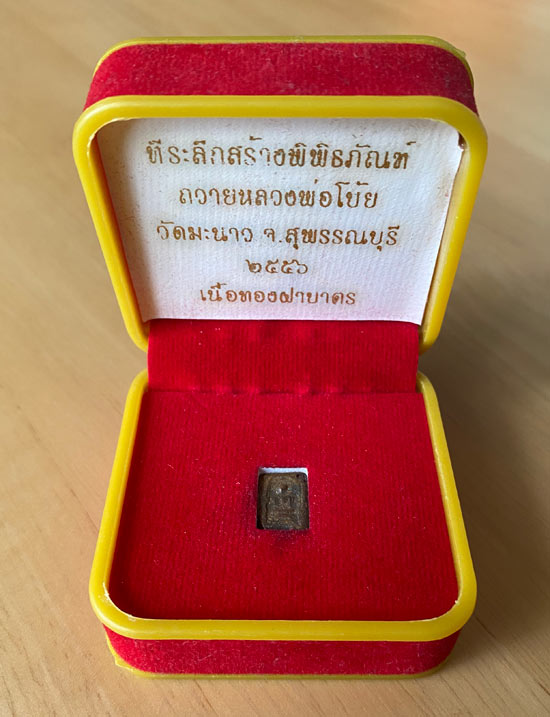 ที่ระลึกสร้างพิพิธภัณฑ์
ถวายหลวงพ่อโบ้ย
วัดมะนาว จ.สุพรรณบุรี
๒๕๕๖
เนื้อทองฝาบาตร